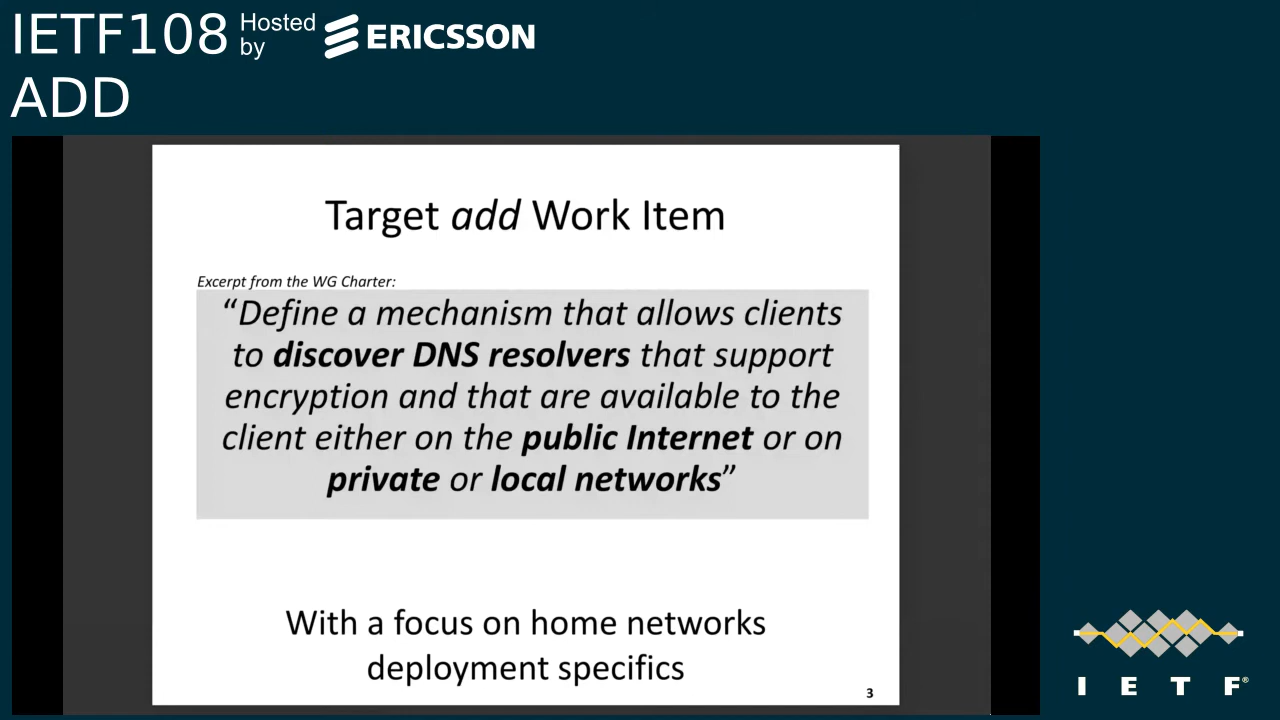 IETF108 Hosted by ERICSSON
ADD
Target add Work Item
Excerpt from the WG Charter:
“Define a mechanism that allows clients
to discover DNS resolvers that support
encryption and that are available to the
client either on the public Internet or on
private or local networks”
With a focus on home networks
deployment specifics
3
I E T F®